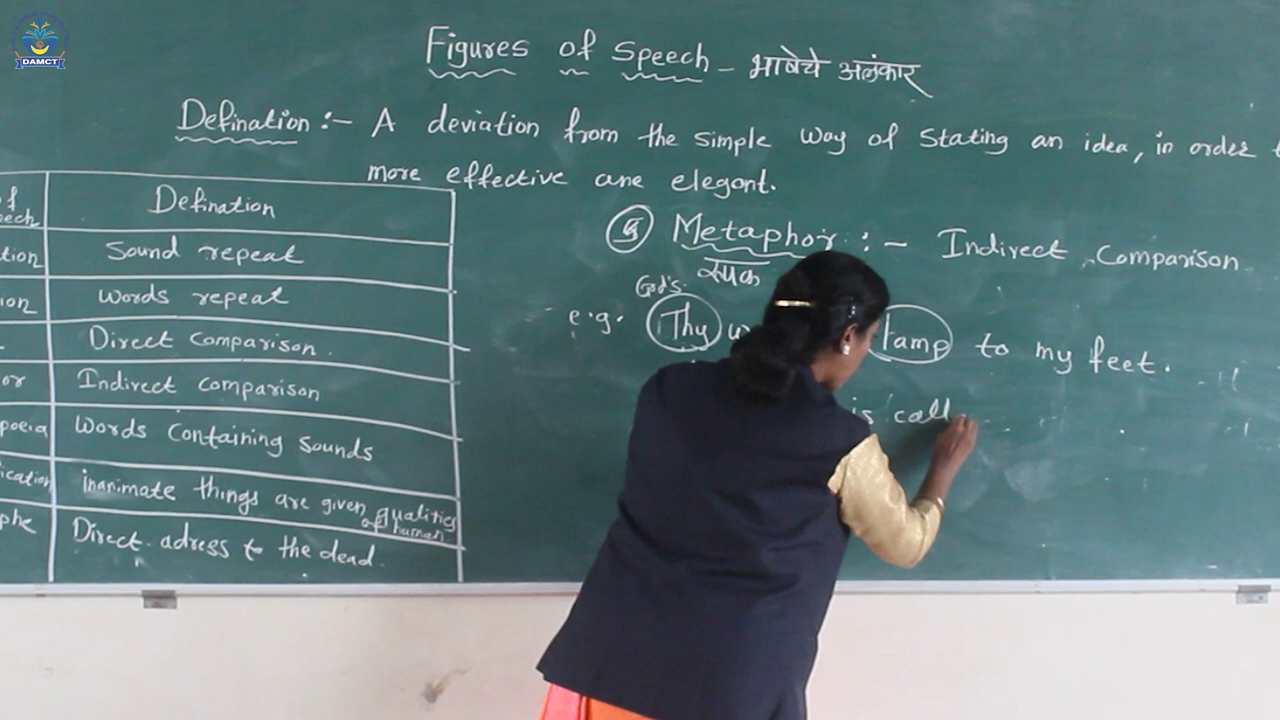 DAMCT
Figures of speech - भाषेचे अलंकार
Defination :- A deviation from the simple way of stating an idea, in order
more effective ane elegant.
Defination
Sound repeat
Words repeat
Direct Comparison.
Indirect comparison
Words Containing sounds
inanimate things are given qualities of human
Direct adress to the dead.
Metaphor :- Indirect Comparison
रुपक
God's
e.g. Thy lamp to my feet.
is call